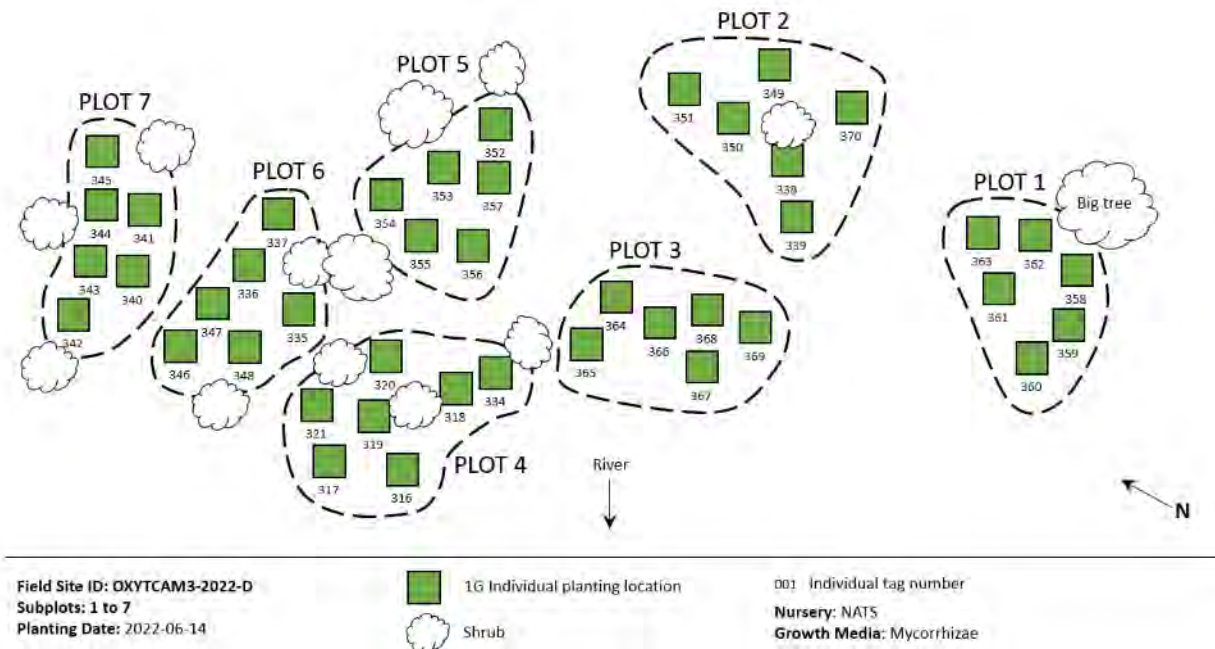 PLOT 2
PLOT 5
PLOT 7
PLOT 6
PLOT 1
PLOT 3
PLOT 4
Big tree
349
351
350
370
338
339
352
353
357
354
355
356
345
344
341
343
340
342
337
336
347
335
346
348
363
362
358
361
359
360
364
366
368
369
365
367
320
334
318
321
319
317
316
River
N
Field Site ID: OXYTCAM3-2022-D
Subplots: 1 to 7
Planting Date: 2022-06-14
1G Individual planting location
Shrub
001 Individual tag number
Nursery: NATS
Growth Media: Mycorrhizae